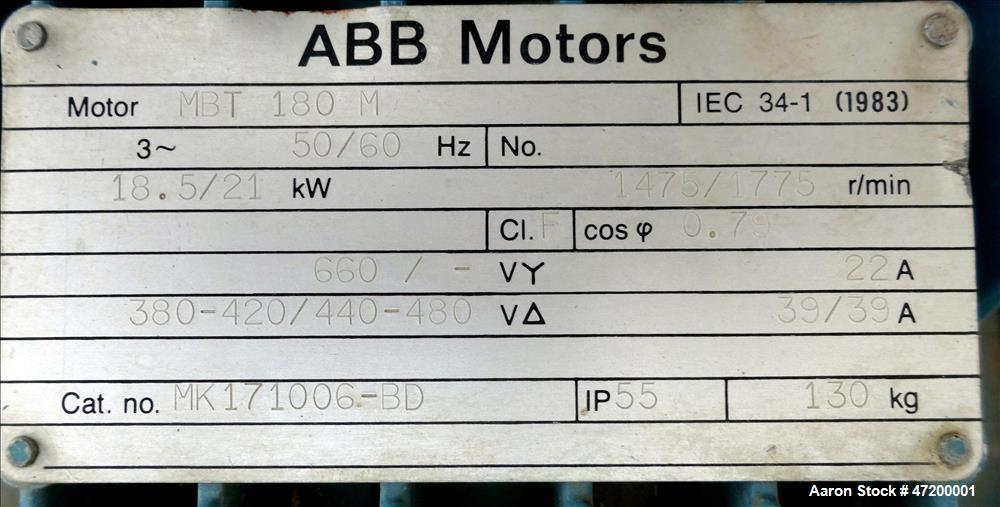 ABB Motors
Motor MBT 180 M IEC 34-1 (1983)
3~ 50/60 Hz No.
18.5/21 kW 1475/1775 r/min
Cl. F cos φ 0.79
660 / - VY 22 A
380-420/440-480 V∆ 39/39 A
Cat. no. MK171006-BD IP 55 130 kg
Aaron Stock # 47200001